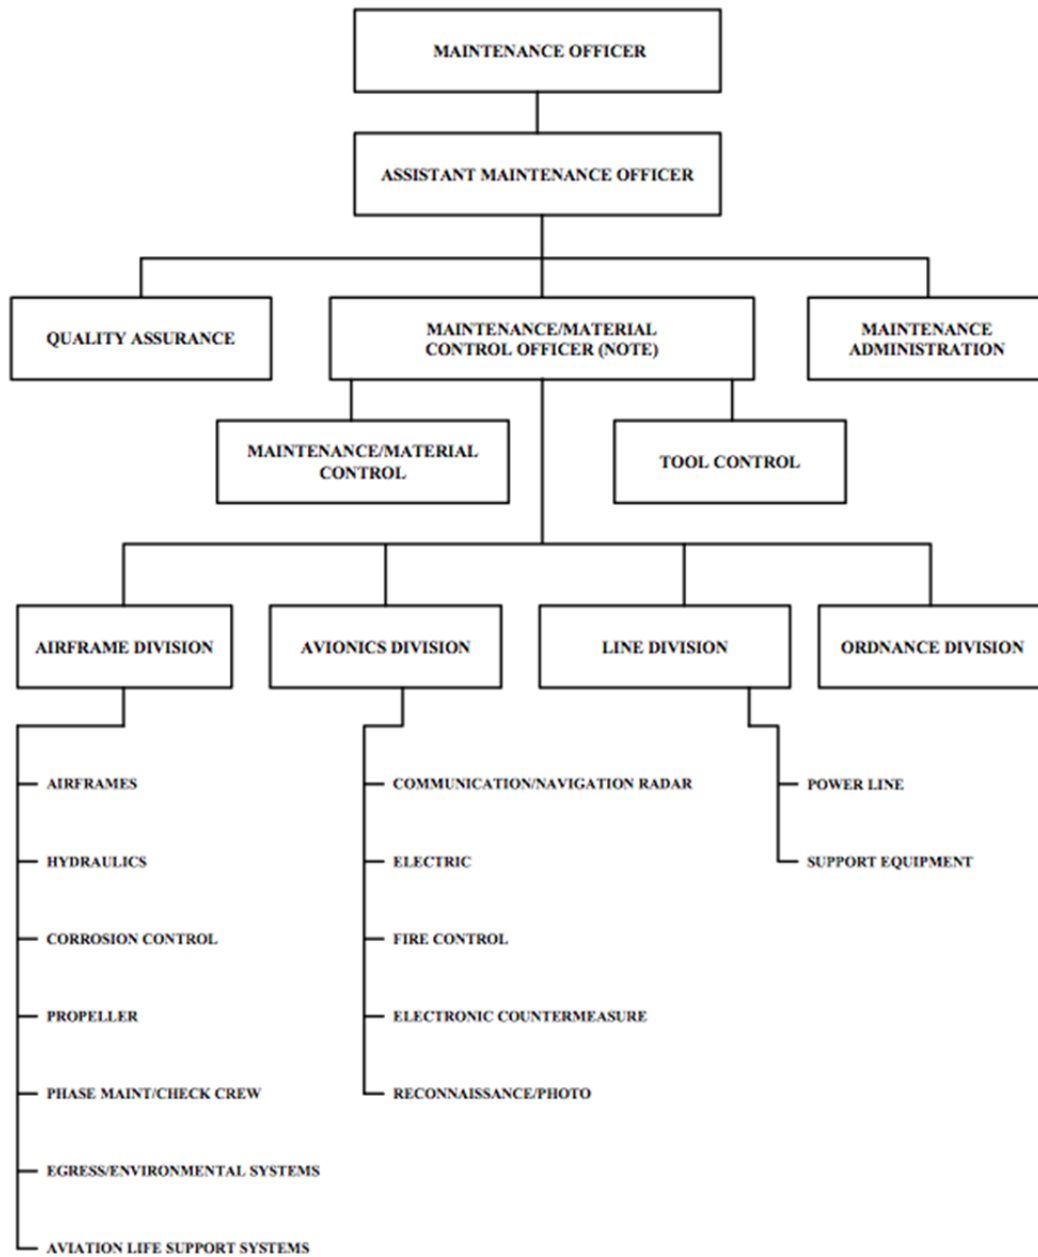 MAINTENANCE OFFICER
ASSISTANT MAINTENANCE OFFICER
QUALITY ASSURANCE
MAINTENANCE/MATERIAL
CONTROL OFFICER (NOTE)
MAINTENANCE
ADMINISTRATION
MAINTENANCE/MATERIAL
CONTROL
TOOL CONTROL
AIRFRAME DIVISION
AVIONICS DIVISION
LINE DIVISION
ORDNANCE DIVISION
AIRFRAMES
HYDRAULICS
CORROSION CONTROL
PROPELLER
PHASE MAINT/CHECK CREW
EGRESS/ENVIRONMENTAL SYSTEMS
AVIATION LIFE SUPPORT SYSTEMS
COMMUNICATION/NAVIGATION RADAR
ELECTRIC
FIRE CONTROL
ELECTRONIC COUNTERMEASURE
RECONNAISSANCE/PHOTO
POWER LINE
SUPPORT EQUIPMENT